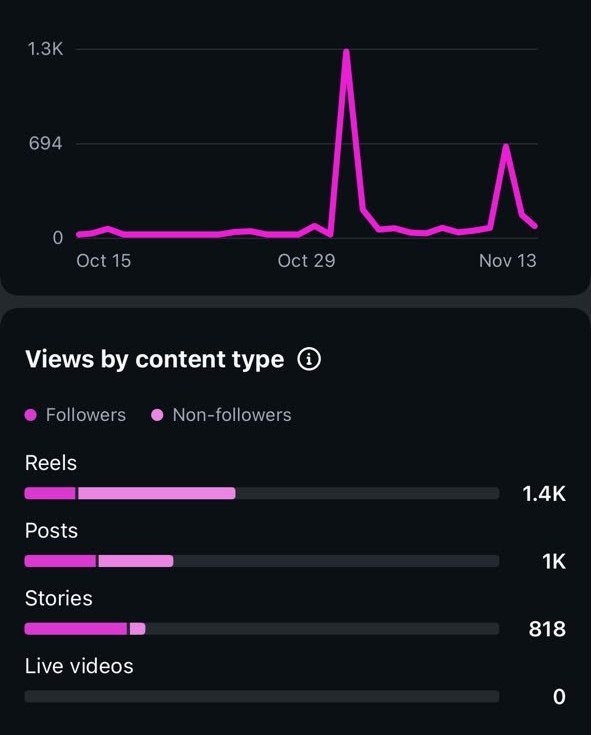 1.3K
694
0
Oct 15 Oct 29 Nov 13
Views by content type
Followers Non-followers
Reels
1.4K
Posts
1K
Stories
818
Live videos
0